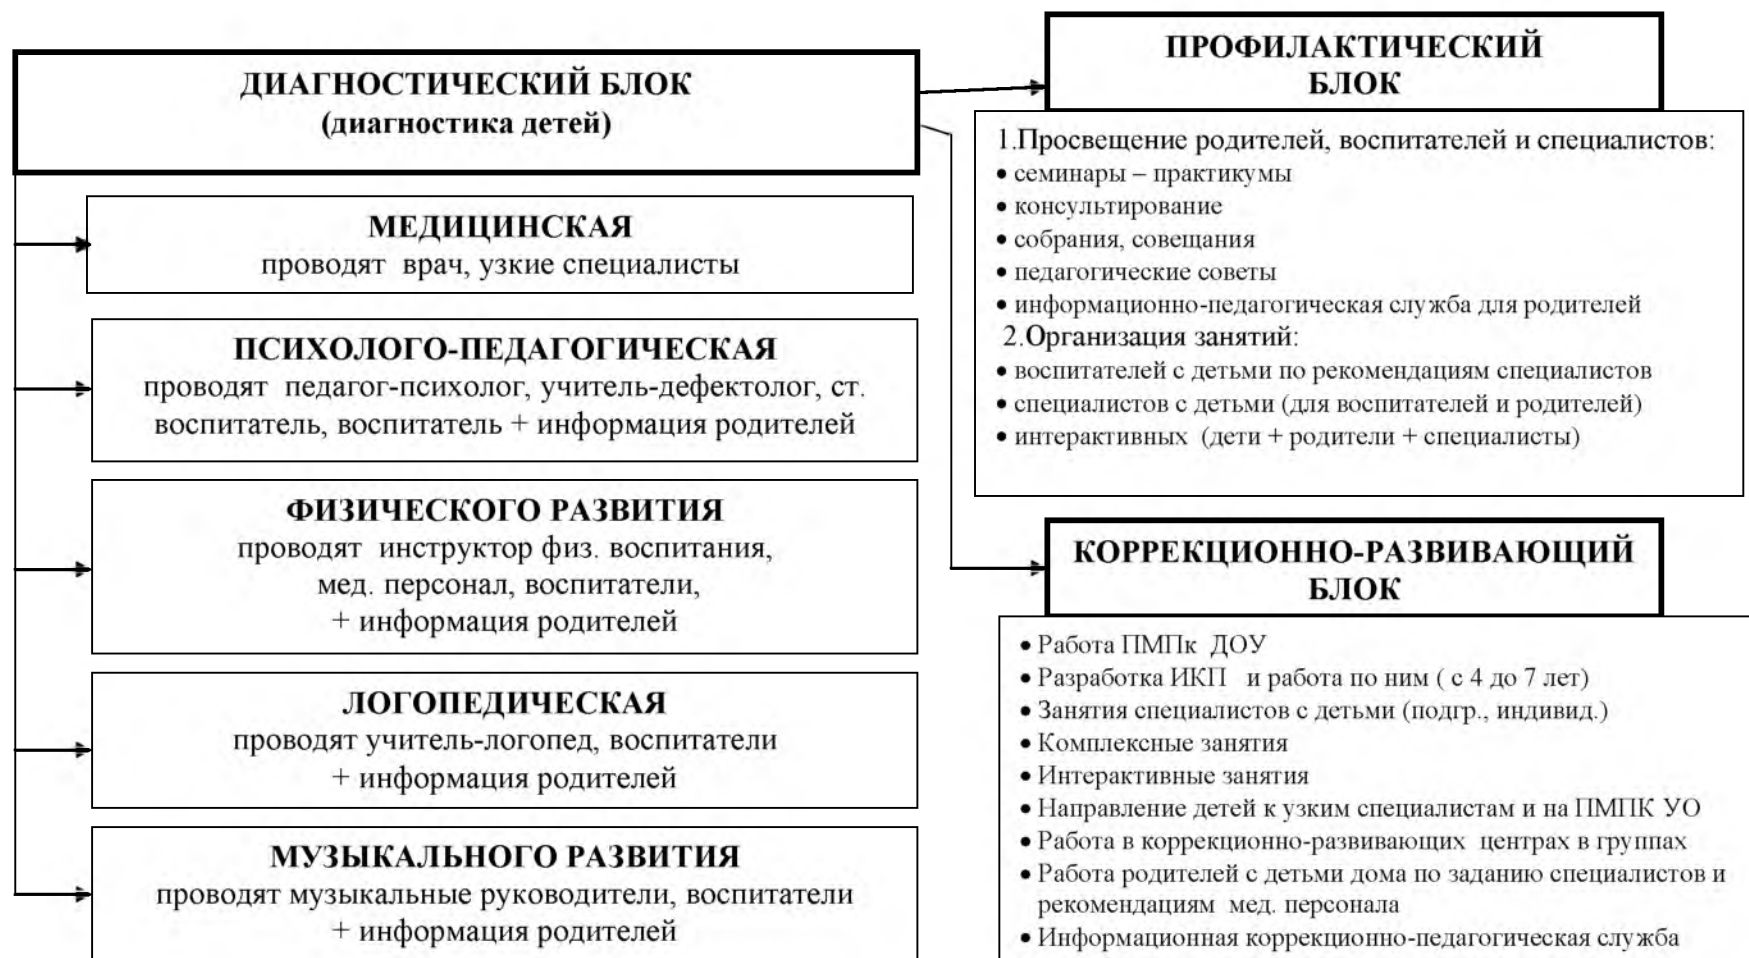 ДИАГНОСТИЧЕСКИЙ БЛОК
(диагностика детей)
МЕДИЦИНСКАЯ
проводят врач, узкие специалисты
ПСИХОЛОГО-ПЕДАГОГИЧЕСКАЯ
проводят педагог-психолог, учитель-дефектолог, ст.
воспитатель, воспитатель + информация родителей
ФИЗИЧЕСКОГО РАЗВИТИЯ
проводят инструктор физ. воспитания,
мед. персонал, воспитатели,
+ информация родителей
ЛОГОПЕДИЧЕСКАЯ
проводят учитель-логопед, воспитатели
+ информация родителей
МУЗЫКАЛЬНОГО РАЗВИТИЯ
проводят музыкальные руководители, воспитатели
+ информация родителей
ПРОФИЛАКТИЧЕСКИЙ
БЛОК
1.Просвещение родителей, воспитателей и специалистов:
• семинары – практикумы
• консультирование
• собрания, совещания
• педагогические советы
• информационно-педагогическая служба для родителей
2.Организация занятий:
• воспитателей с детьми по рекомендациям специалистов
• специалистов с детьми (для воспитателей и родителей)
• интерактивных (дети + родители + специалисты)
КОРРЕКЦИОННО-РАЗВИВАЮЩИЙ
БЛОК
• Работа ПМПк ДОУ
• Разработка ИКП и работа по ним ( с 4 до 7 лет)
• Занятия специалистов с детьми (подгр., индивид.)
• Комплексные занятия
• Интерактивные занятия
• Направление детей к узким специалистам и на ПМПК УО
• Работа в коррекционно-развивающих центрах в группах
• Работа родителей с детьми дома по заданию специалистов и
рекомендациям мед. персонала
• Информационная коррекционно-педагогическая служба